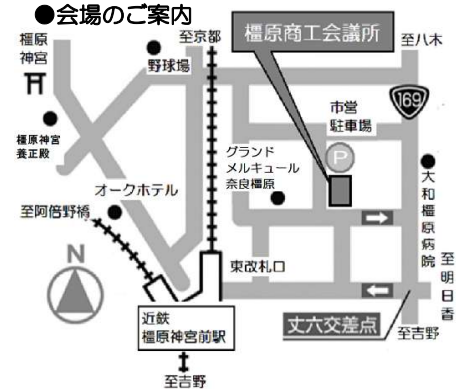 ●会場のご案内
橿原
神宮
野球場
至京都
橿原商工会議所
至八木
169
市営
駐車場
P
橿原神宮
養正殿
グランド
メルキュール
奈良橿原
オークホテル
大和橿原病院
至阿倍野橋
至明日香
N
東改札口
近鉄
橿原神宮前駅
丈六交差点
至吉野
至吉野